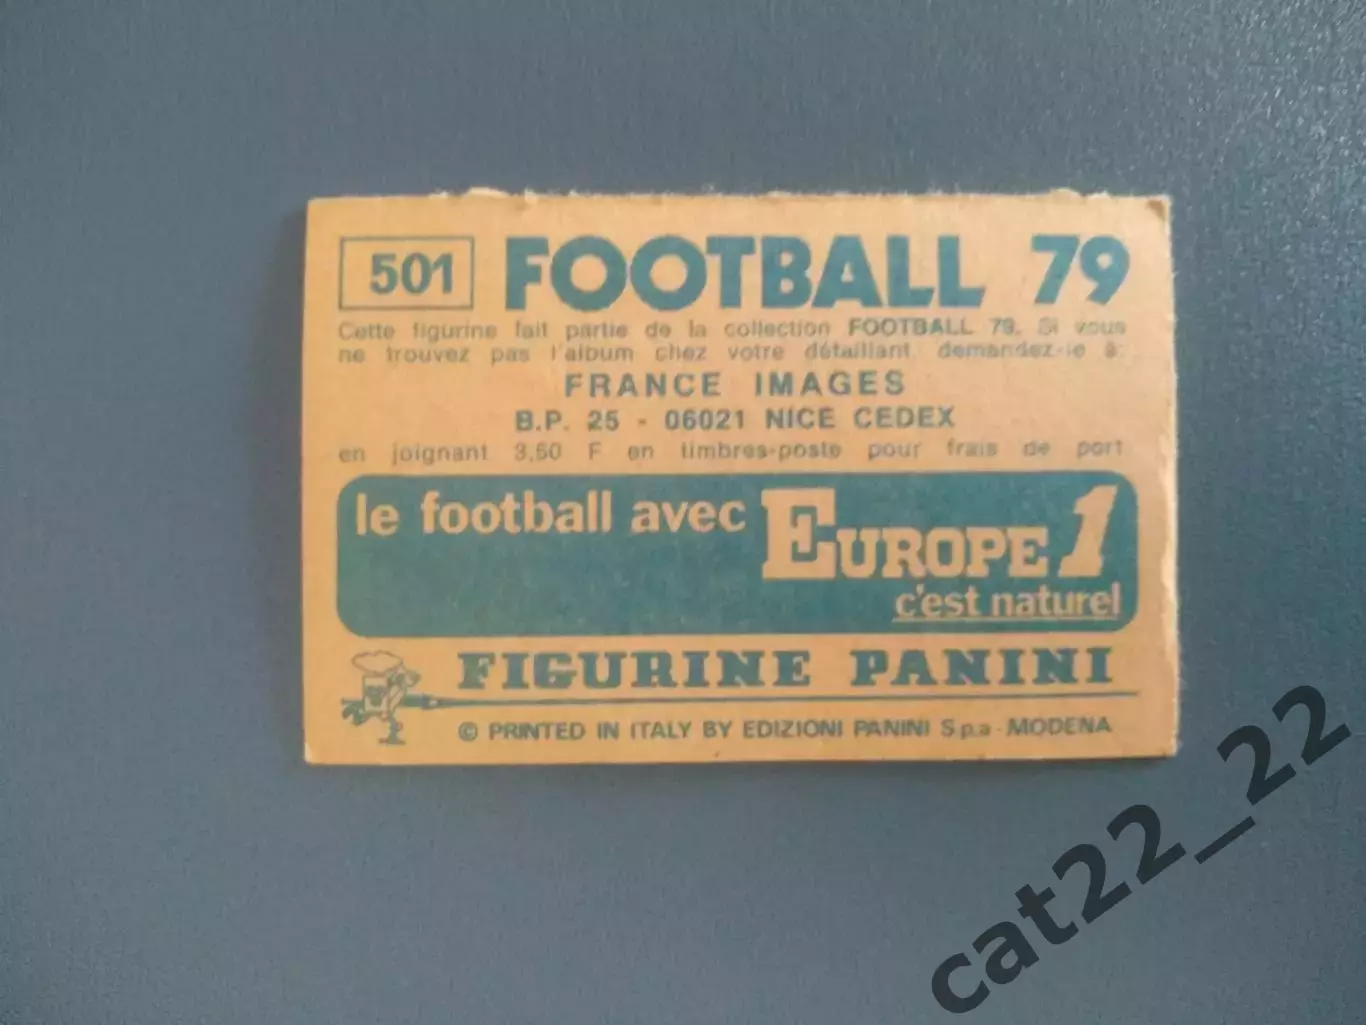 501 FOOTBALL 79
Cette figurine fait partie de la collection FOOTBALL 79. Si vous
ne trouvez pas l'album chez votre détaillant, demandez-le à:
FRANCE IMAGES
B.P. 25 - 06021 NICE CEDEX
en joignant 3,50 F en timbres-poste pour frais de port
le football avec EUROPE 1
c'est naturel
FIGURINE PANINI
© PRINTED IN ITALY BY EDIZIONI PANINI S.p.a - MODENA
cat22_22